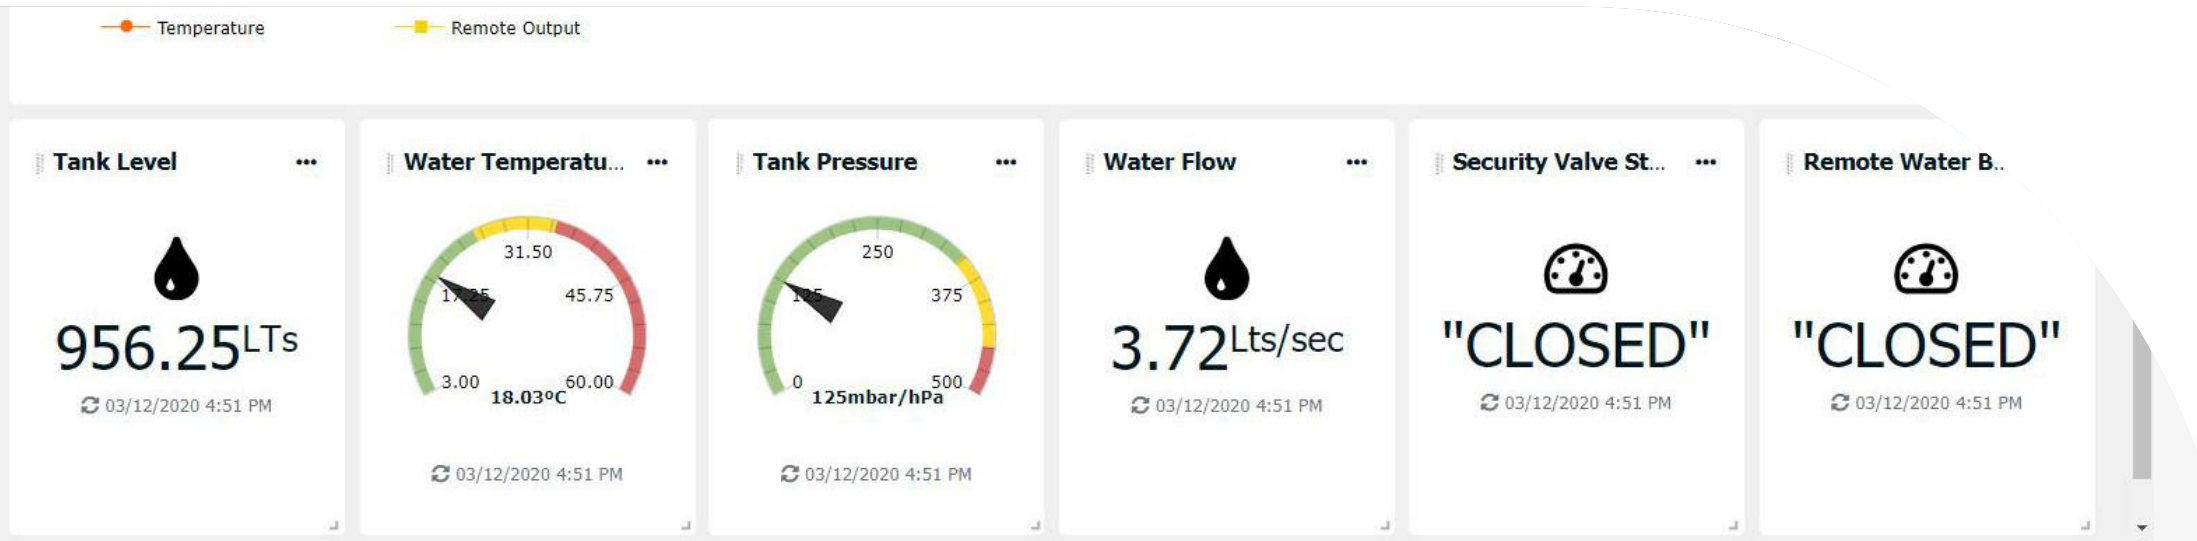 Temperature
Remote Output
Tank Level
956.25LTs
03/12/2020 4:51 PM
Water Temperatu...
31.50
17.25
45.75
3.00
60.00
18.03ºC
03/12/2020 4:51 PM
Tank Pressure
250
125
375
0
500
125mbar/hPa
03/12/2020 4:51 PM
Water Flow
3.72Lts/sec
03/12/2020 4:51 PM
Security Valve St...
"CLOSED"
03/12/2020 4:51 PM
Remote Water B..
"CLOSED"
03/12/2020 4:51 PM